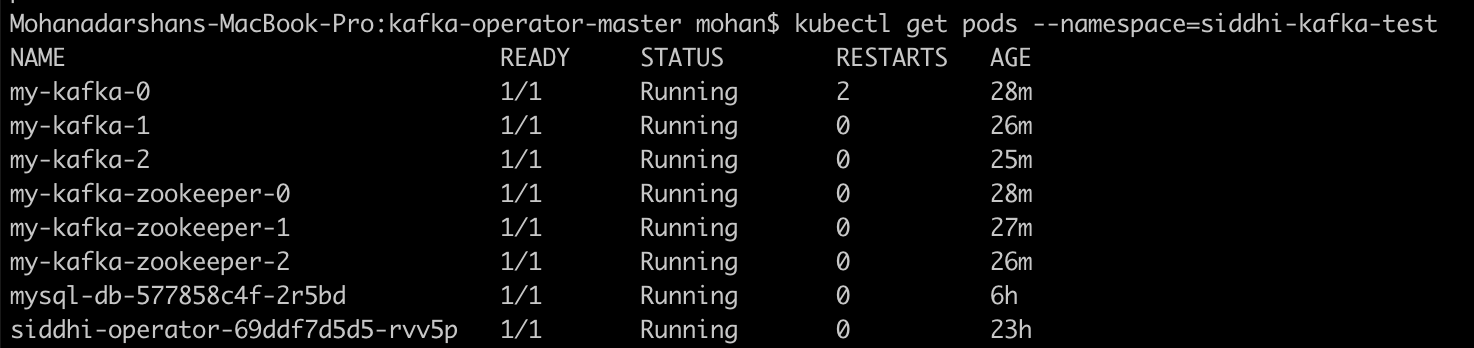 Mohanadarshans-MacBook-Pro:kafka-operator-master mohan$ kubectl get pods --namespace=siddhi-kafka-test
NAME READY STATUS RESTARTS AGE
my-kafka-0 1/1 Running 2 28m
my-kafka-1 1/1 Running 0 26m
my-kafka-2 1/1 Running 0 25m
my-kafka-zookeeper-0 1/1 Running 0 28m
my-kafka-zookeeper-1 1/1 Running 0 27m
my-kafka-zookeeper-2 1/1 Running 0 26m
mysql-db-577858c4f-2r5bd 1/1 Running 0 6h
siddhi-operator-69ddf7d5d5-rvv5p 1/1 Running 0 23h